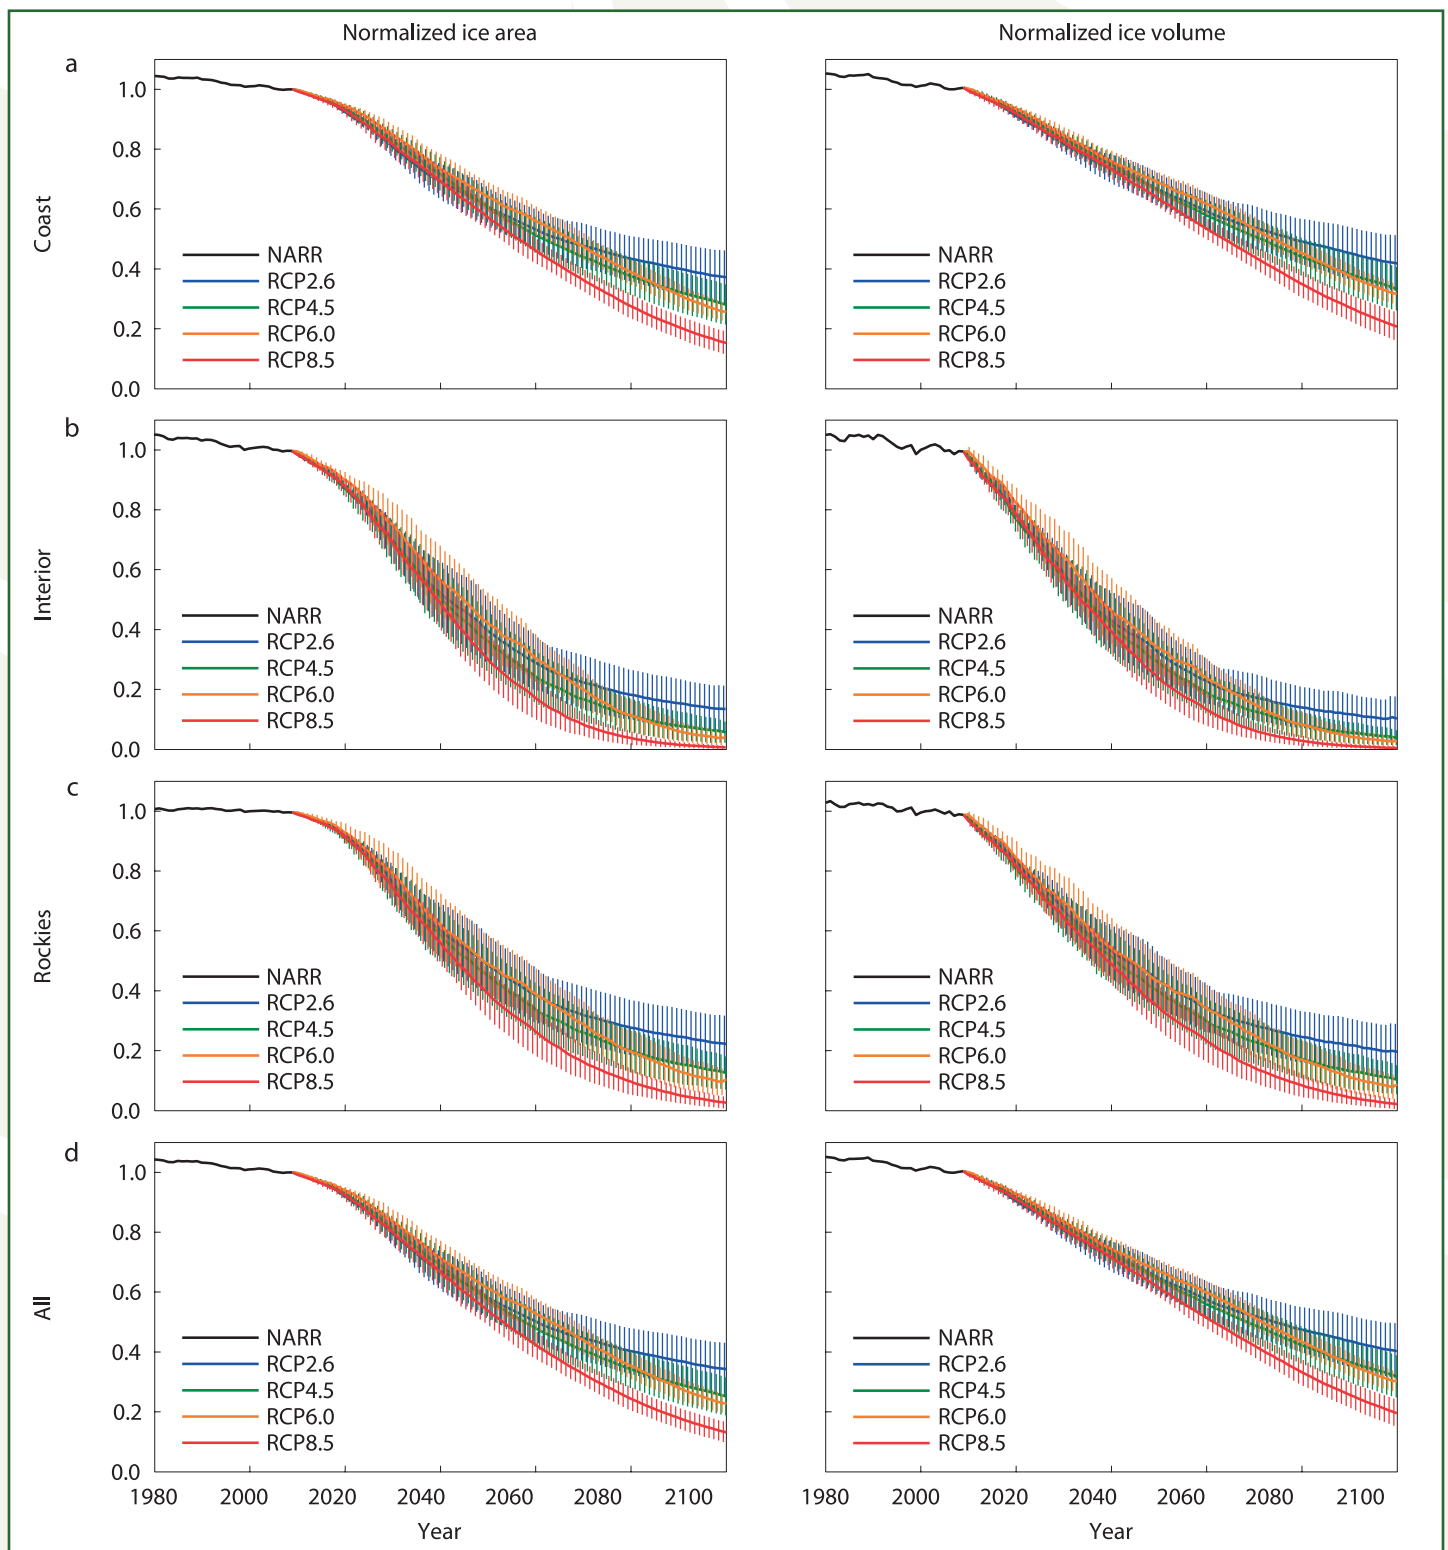 Normalized ice area
Normalized ice volume
a
Coast
1.0
0.8
0.6
0.4
0.2
0.0
NARR
RCP2.6
RCP4.5
RCP6.0
RCP8.5
NARR
RCP2.6
RCP4.5
RCP6.0
RCP8.5
b
Interior
1.0
0.8
0.6
0.4
0.2
0.0
NARR
RCP2.6
RCP4.5
RCP6.0
RCP8.5
NARR
RCP2.6
RCP4.5
RCP6.0
RCP8.5
c
Rockies
1.0
0.8
0.6
0.4
0.2
0.0
NARR
RCP2.6
RCP4.5
RCP6.0
RCP8.5
NARR
RCP2.6
RCP4.5
RCP6.0
RCP8.5
d
All
1.0
0.8
0.6
0.4
0.2
0.0
NARR
RCP2.6
RCP4.5
RCP6.0
RCP8.5
NARR
RCP2.6
RCP4.5
RCP6.0
RCP8.5
1980 2000 2020 2040 2060 2080 2100
Year
1980 2000 2020 2040 2060 2080 2100
Year